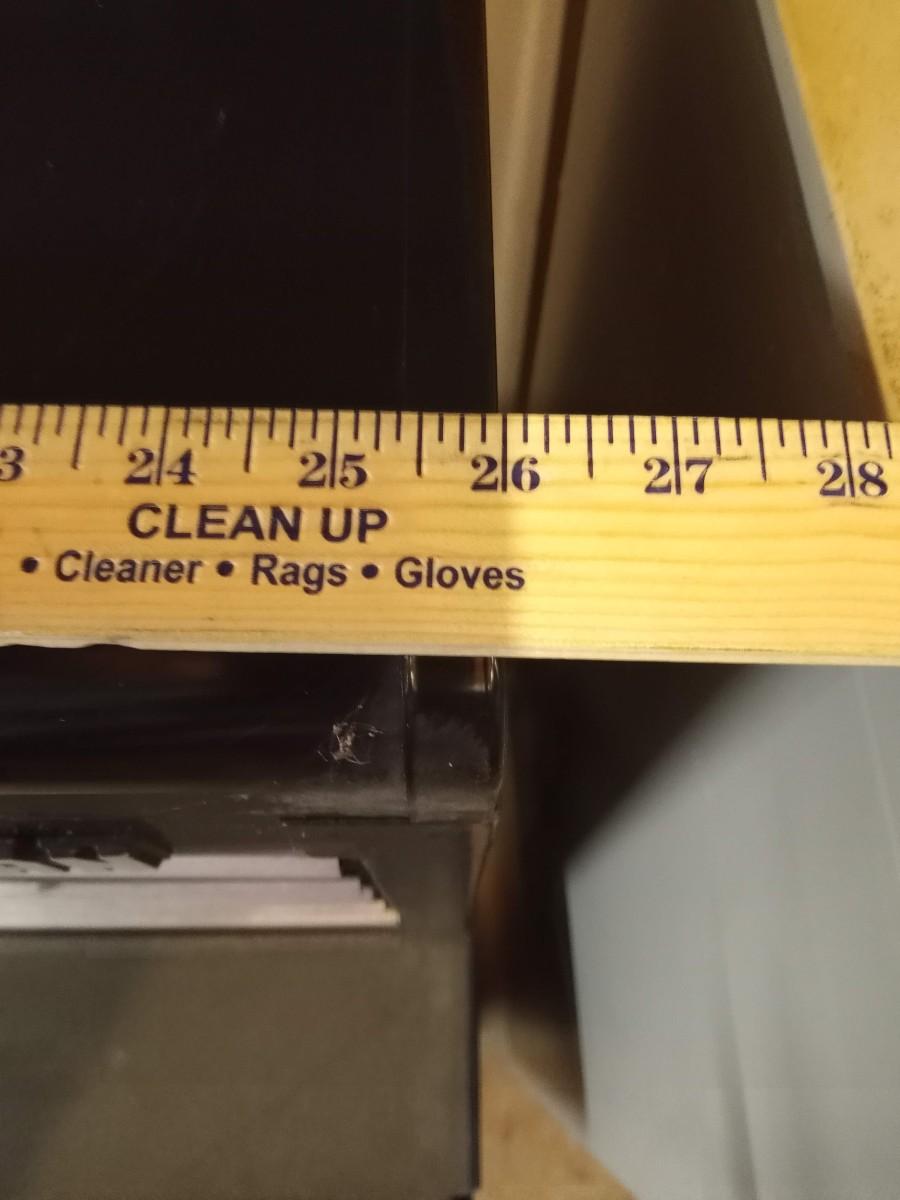 3 24 25 26 27 28
CLEAN UP
• Cleaner • Rags • Gloves